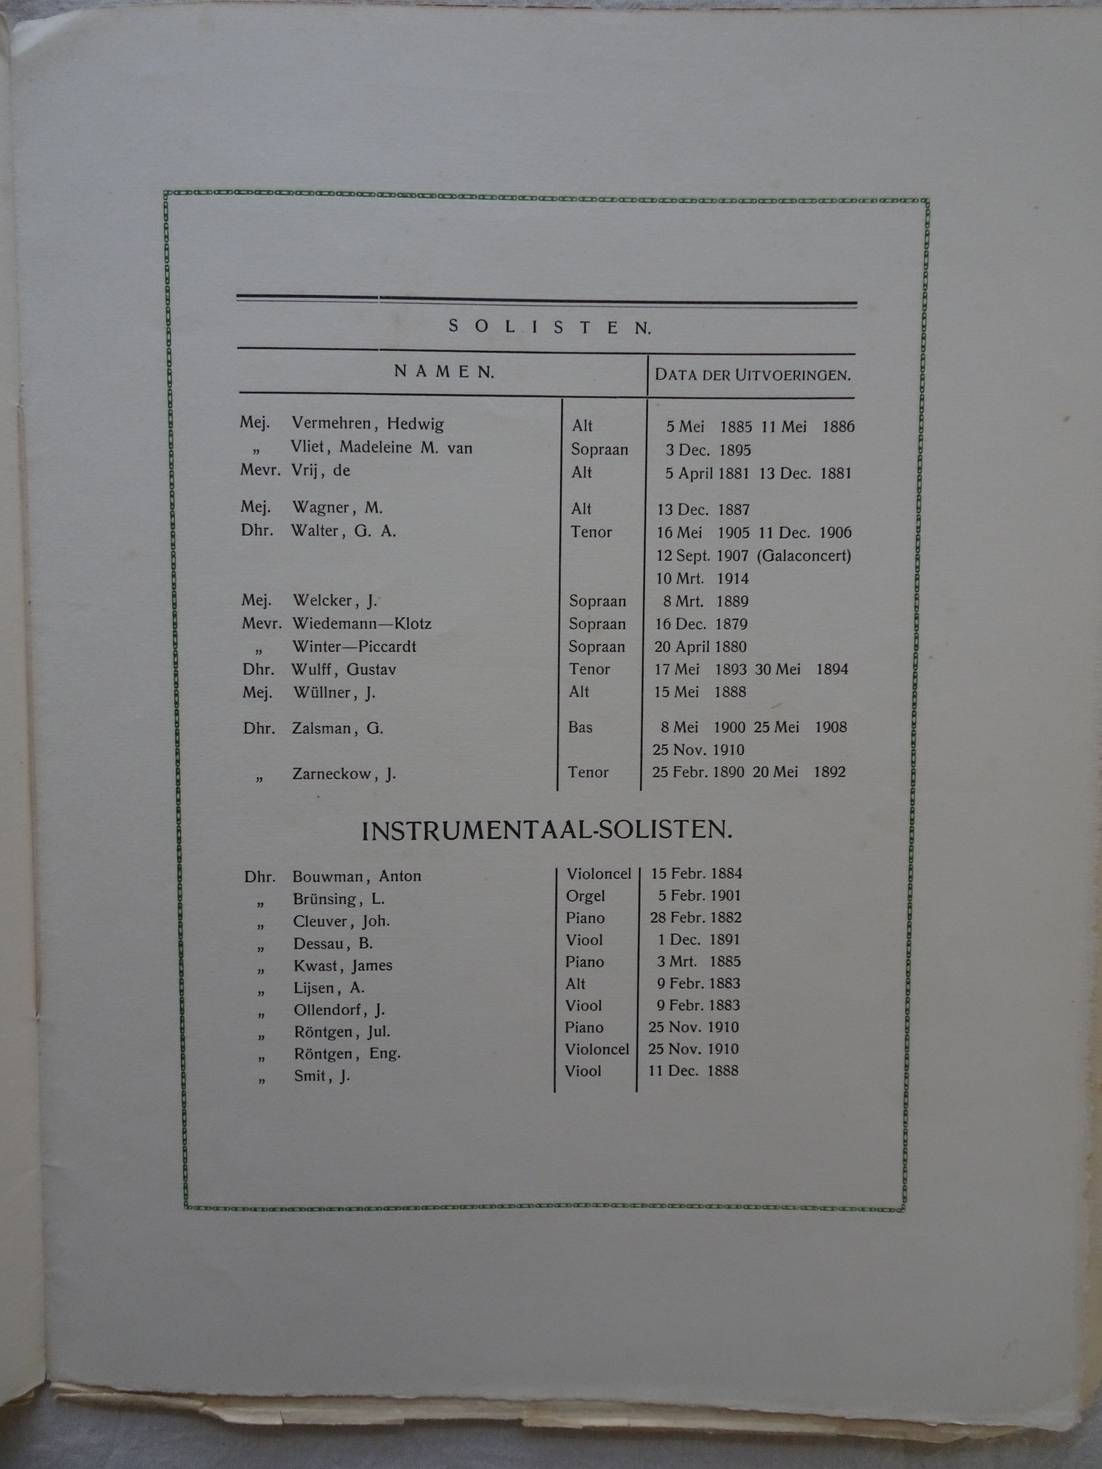 SOLISTEN.
NAMEN. DATA DER UITVOERINGEN.
Mej. Vermehren, Hedwig Alt 5 Mei 1885 11 Mei 1886
„ Vliet, Madeleine M. van Sopraan 3 Dec. 1895
Mevr. Vrij, de Alt 5 April 1881 13 Dec. 1881
Mej. Wagner, M. Alt 13 Dec. 1887
Dhr. Walter, G. A. Tenor 16 Mei 1905 11 Dec. 1906
12 Sept. 1907 (Galaconcert)
10 Mrt. 1914
Mej. Welcker, J. Sopraan 8 Mrt. 1889
Mevr. Wiedemann—Klotz Sopraan 16 Dec. 1879
„ Winter—Piccardt Sopraan 20 April 1880
Dhr. Wulff, Gustav Tenor 17 Mei 1893 30 Mei 1894
Mej. Wüllner, J. Alt 15 Mei 1888
Dhr. Zalsman, G. Bas 8 Mei 1900 25 Mei 1908
25 Nov. 1910
„ Zarneckow, J. Tenor 25 Febr. 1890 20 Mei 1892
INSTRUMENTAAL-SOLISTEN.
Dhr. Bouwman, Anton Violoncel 15 Febr. 1884
„ Brünsing, L. Orgel 5 Febr. 1901
„ Cleuver, Joh. Piano 28 Febr. 1882
„ Dessau, B. Viool 1 Dec. 1891
„ Kwast, James Piano 3 Mrt. 1885
„ Lijsen, A. Alt 9 Febr. 1883
„ Ollendorf, J. Viool 9 Febr. 1883
„ Röntgen, Jul. Piano 25 Nov. 1910
„ Röntgen, Eng. Violoncel 25 Nov. 1910
„ Smit, J. Viool 11 Dec. 1888